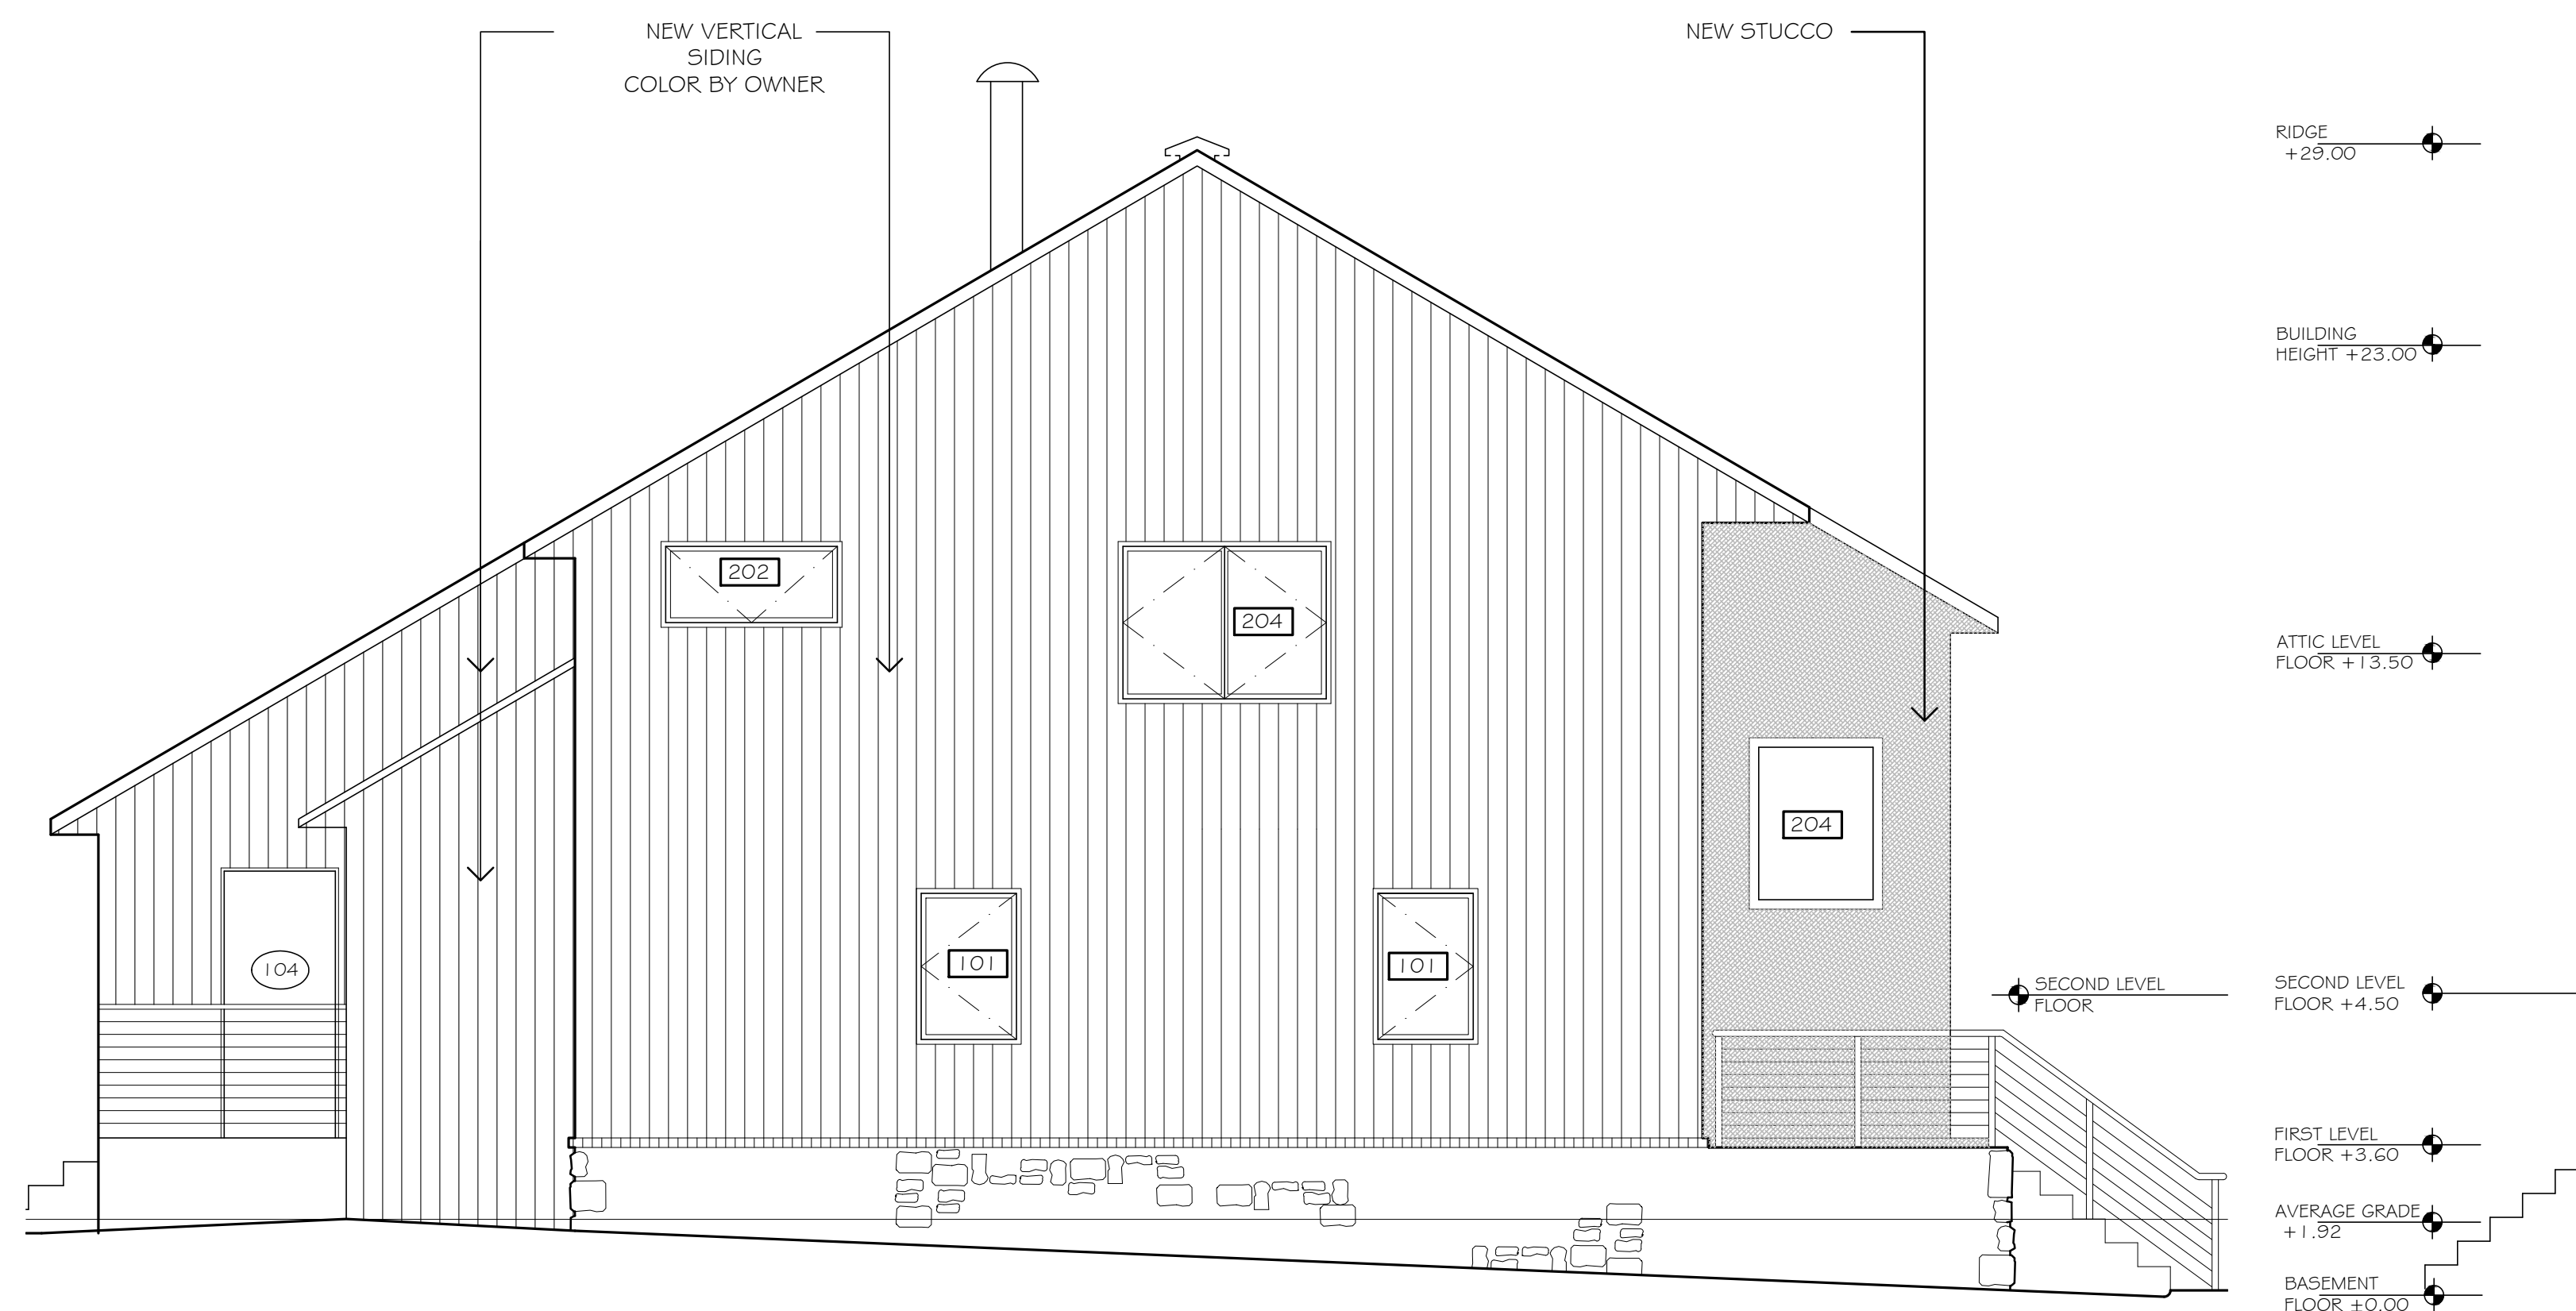 NEW VERTICAL
SIDING
COLOR BY OWNER
NEW STUCCO
RIDGE
+29.00
BUILDING
HEIGHT +23.00
ATTIC LEVEL
FLOOR +13.50
202
204
204
101
101
104
SECOND LEVEL
FLOOR
SECOND LEVEL
FLOOR +4.50
FIRST LEVEL
FLOOR +3.60
AVERAGE GRADE
+1.92
BASEMENT
FLOOR ±0.00